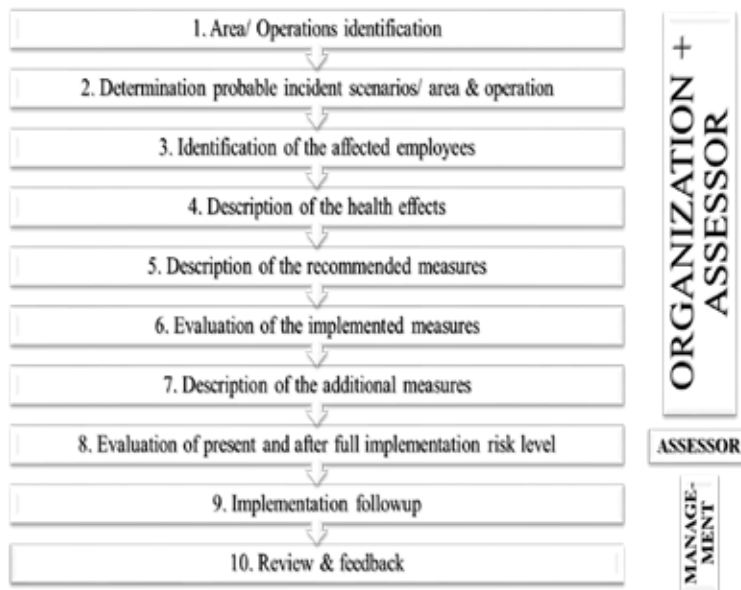 1. Area/ Operations identification
2. Determination probable incident scenarios/ area & operation
3. Identification of the affected employees
4. Description of the health effects
5. Description of the recommended measures
6. Evaluation of the implemented measures
7. Description of the additional measures
8. Evaluation of present and after full implementation risk level
9. Implementation followup
10. Review & feedback
ORGANIZATION +
ASSESSOR
ASSESSOR
MANAGE-
MENT